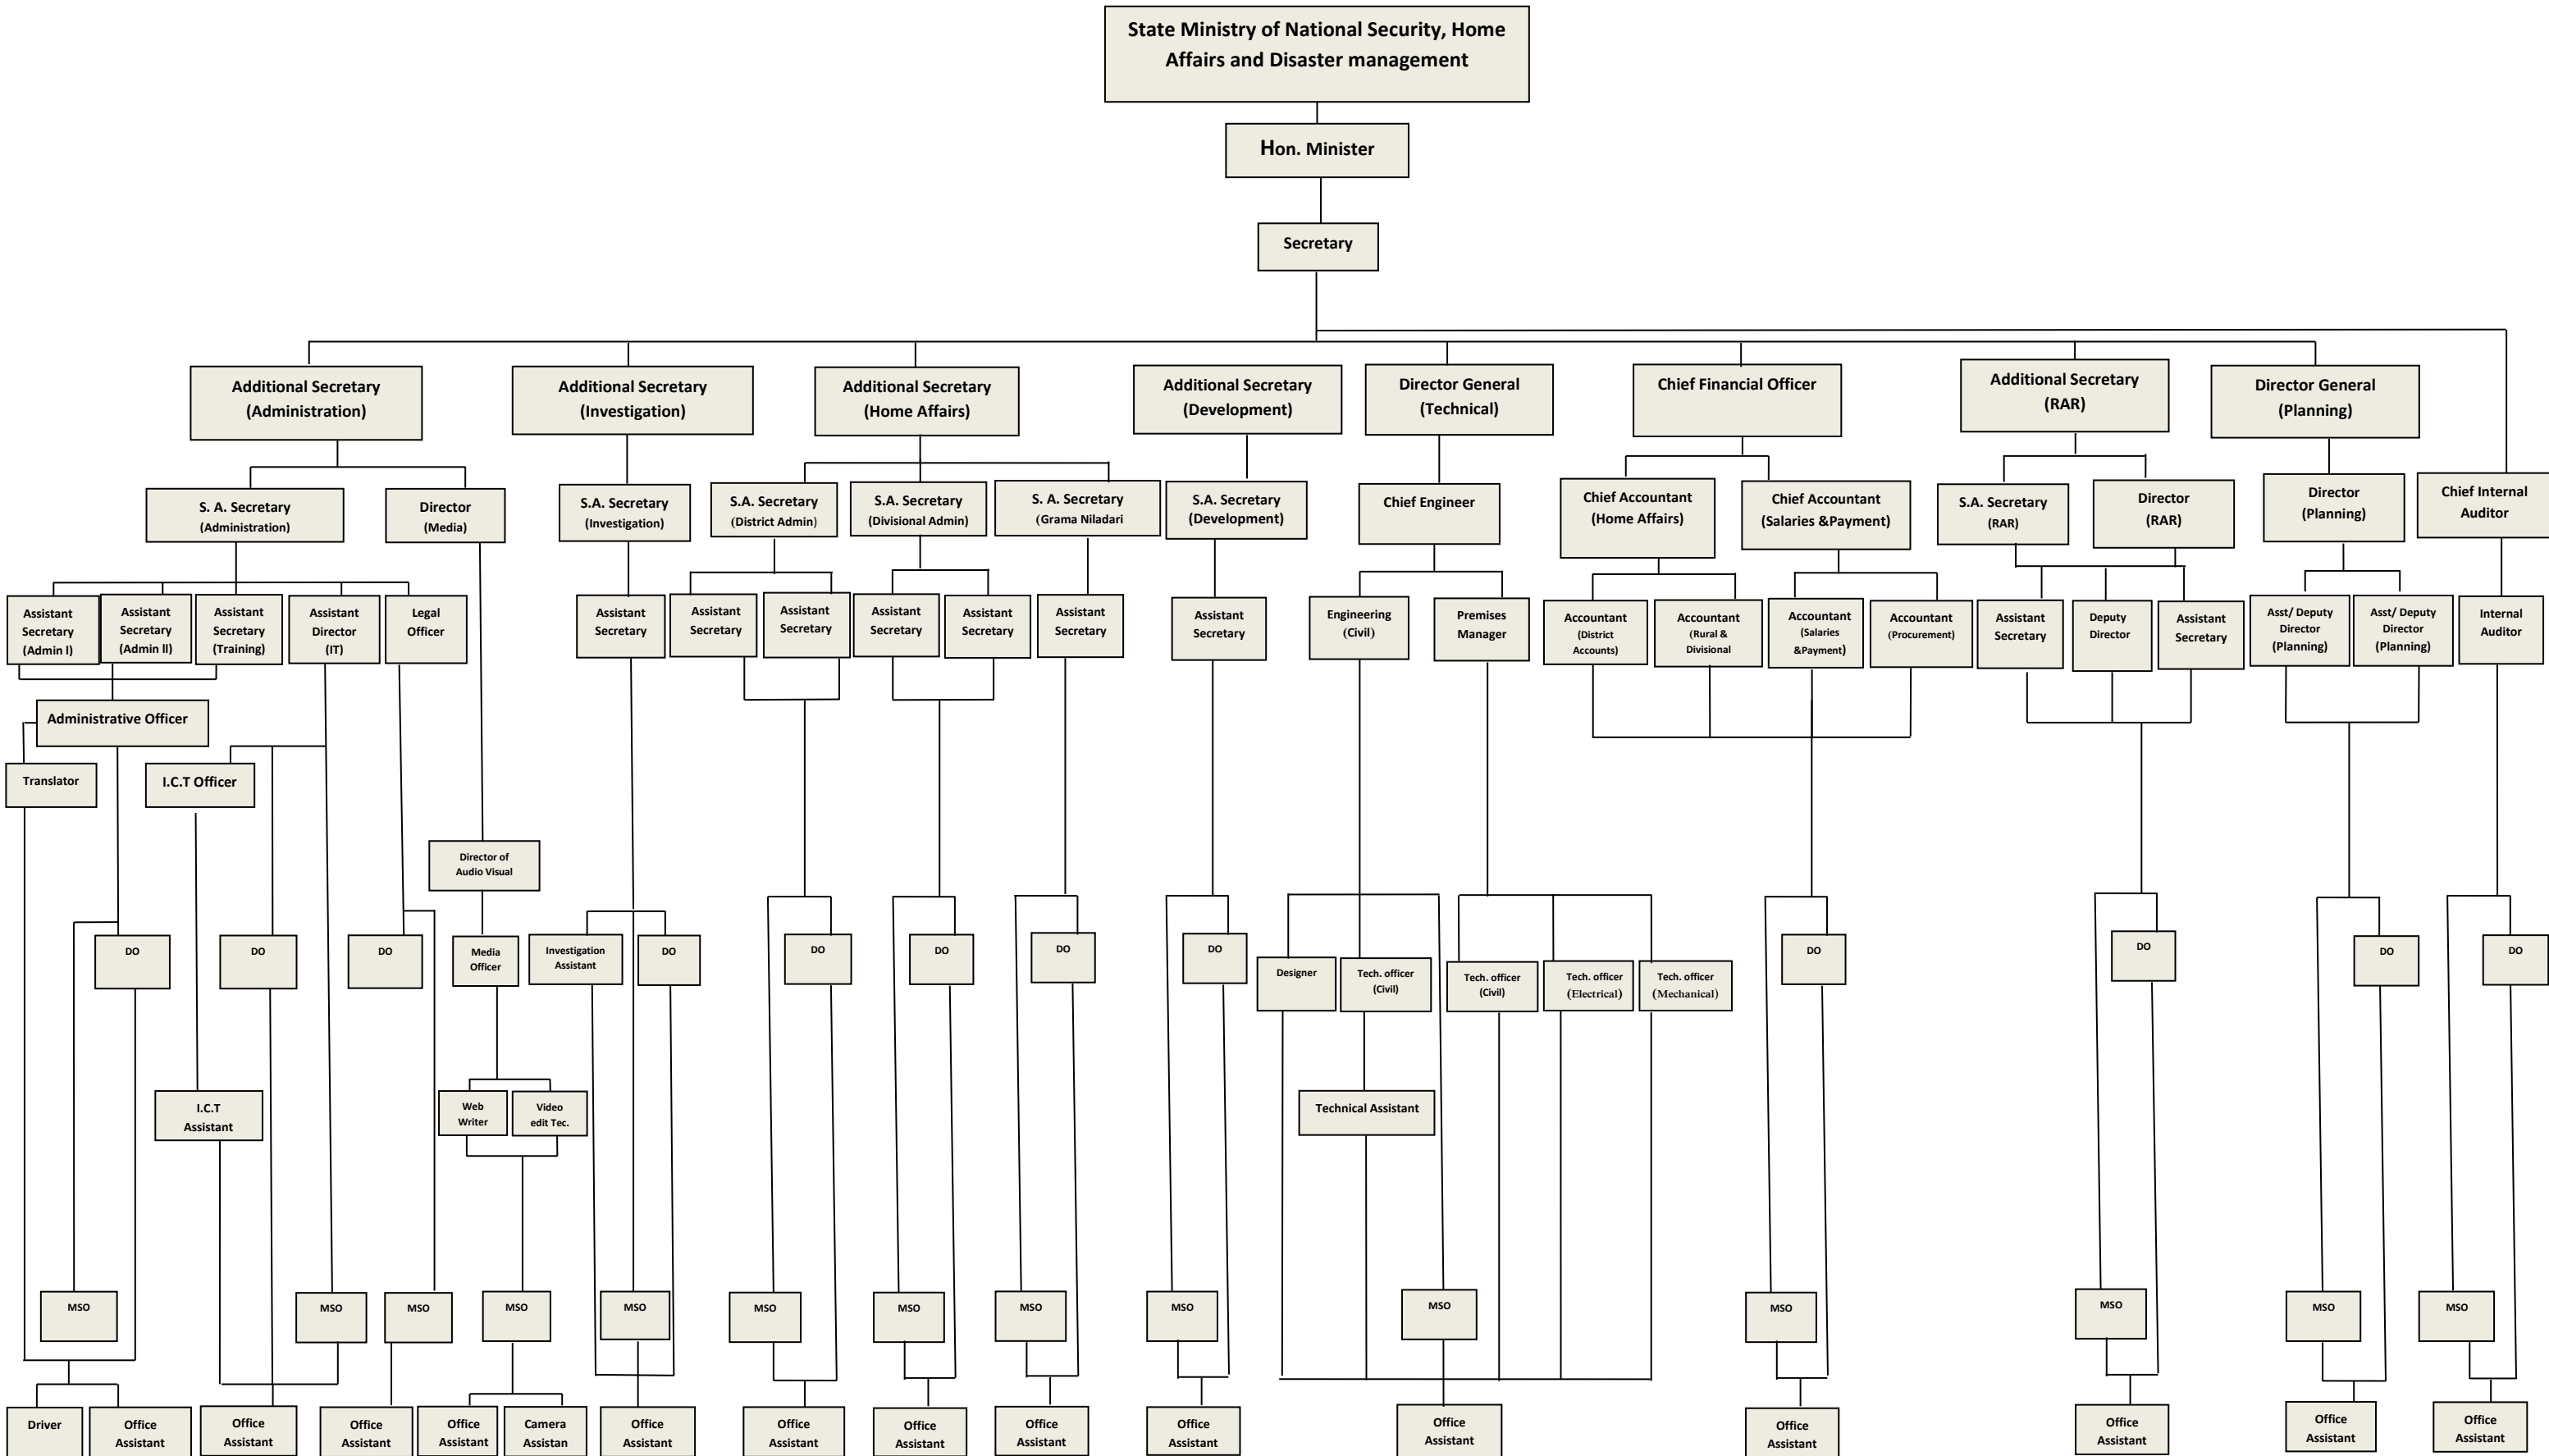 State Ministry of National Security, Home
Affairs and Disaster management
Hon. Minister
Secretary
Additional Secretary
(Administration)
Additional Secretary
(Investigation)
Additional Secretary
(Home Affairs)
Additional Secretary
(Development)
Director General
(Technical)
Chief Financial Officer
Additional Secretary
(RAR)
Director General
(Planning)
S. A. Secretary
(Administration)
Director
(Media)
S.A. Secretary
(Investigation)
S.A. Secretary
(District Admin)
S.A. Secretary
(Divisional Admin)
S. A. Secretary
(Grama Niladari
S.A. Secretary
(Development)
Chief Engineer
Chief Accountant
(Home Affairs)
Chief Accountant
(Salaries &Payment)
S.A. Secretary
(RAR)
Director
(RAR)
Director
(Planning)
Chief Internal
Auditor
Assistant
Secretary
(Admin I)
Assistant
Secretary
(Admin II)
Assistant
Secretary
(Training)
Assistant
Director
(IT)
Legal
Officer
Assistant
Secretary
Assistant
Secretary
Assistant
Secretary
Assistant
Secretary
Assistant
Secretary
Assistant
Secretary
Assistant
Secretary
Engineering
(Civil)
Premises
Manager
Accountant
(District
Accounts)
Accountant
(Rural &
Divisional
Accountant
(Salaries
&Payment)
Accountant
(Procurement)
Assistant
Secretary
Deputy
Director
Assistant
Secretary
Asst/ Deputy
Director
(Planning)
Asst/ Deputy
Director
(Planning)
Internal
Auditor
Administrative Officer
Translator
I.C.T Officer
Director of
Audio Visual
DO
DO
DO
Media
Officer
Investigation
Assistant
DO
DO
DO
DO
DO
Designer
Tech. officer
(Civil)
Tech. officer
(Civil)
Tech. officer
(Electrical)
Tech. officer
(Mechanical)
DO
DO
DO
DO
I.C.T
Assistant
Web
Writer
Video
edit Tec.
Technical Assistant
MSO
MSO
MSO
MSO
MSO
MSO
MSO
MSO
MSO
MSO
MSO
MSO
MSO
MSO
Driver
Office
Assistant
Office
Assistant
Office
Assistant
Office
Assistant
Camera
Assistan
Office
Assistant
Office
Assistant
Office
Assistant
Office
Assistant
Office
Assistant
Office
Assistant
Office
Assistant
Office
Assistant
Office
Assistant
Office
Assistant